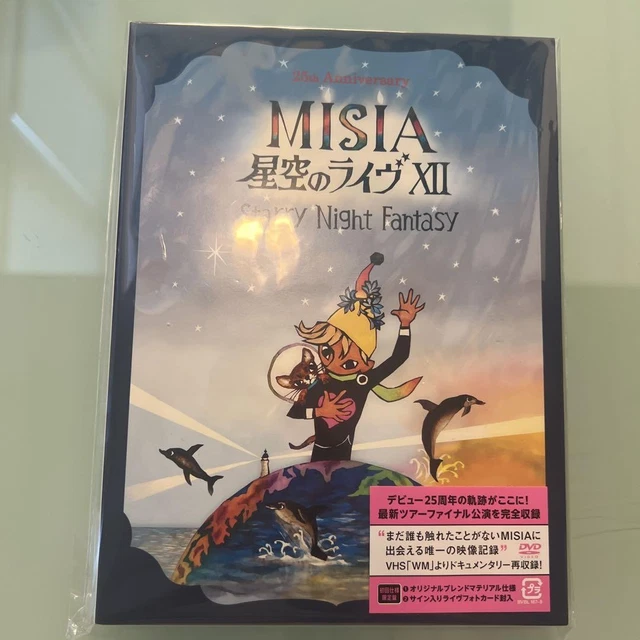 25th Anniversary
MISIA
星空のライヴXII
Starry Night Fantasy
デビュー25周年の軌跡がここに!
最新ツアーファイナル公演を完全収録
“まだ誰も触れたことがないMISIAに
出会える唯一の映像記録”
VHS「WM」よりドキュメンタリー再収録!
DVD
初回仕様
限定盤
❶オリジナルブレンドマテリアル仕様
❷サイン入りライヴフォトカード封入
プラ